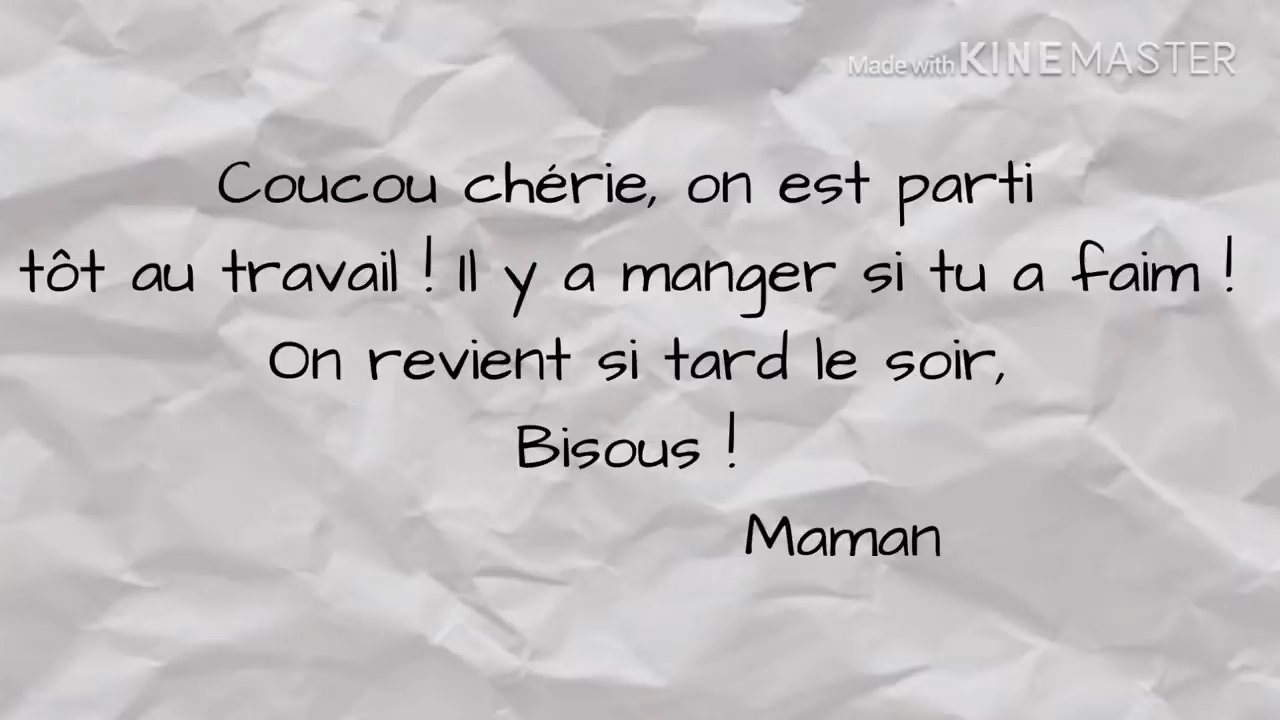 Made with KINEMASTER
Coucou chérie, on est parti
tôt au travail ! Il y a manger si tu a faim !
On revient si tard le soir,
Bisous !
Maman